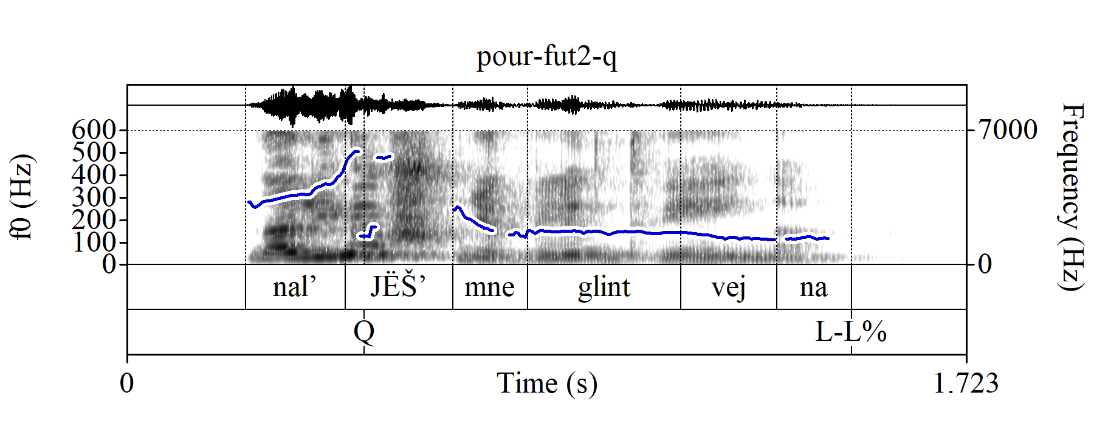 pour-fut2-q
f0 (Hz)
600
500
400
300
200
100
0
7000
0
Frequency (Hz)
nal’ JËŠ’ mne glint vej na
Q L-L%
0 Time (s) 1.723